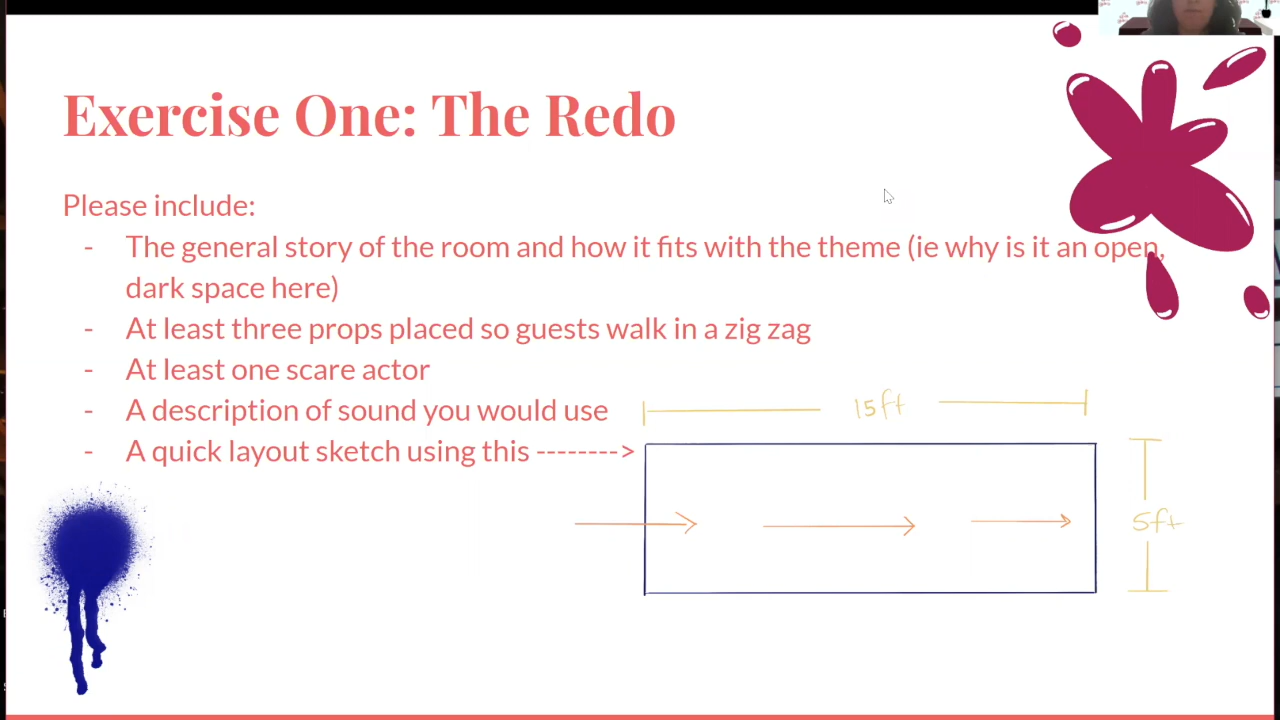 Exercise One: The Redo
Please include:
- The general story of the room and how it fits with the theme (ie why is it an open,
dark space here)
- At least three props placed so guests walk in a zig zag
- At least one scare actor
- A description of sound you would use
- A quick layout sketch using this -------->
15ft
5ft